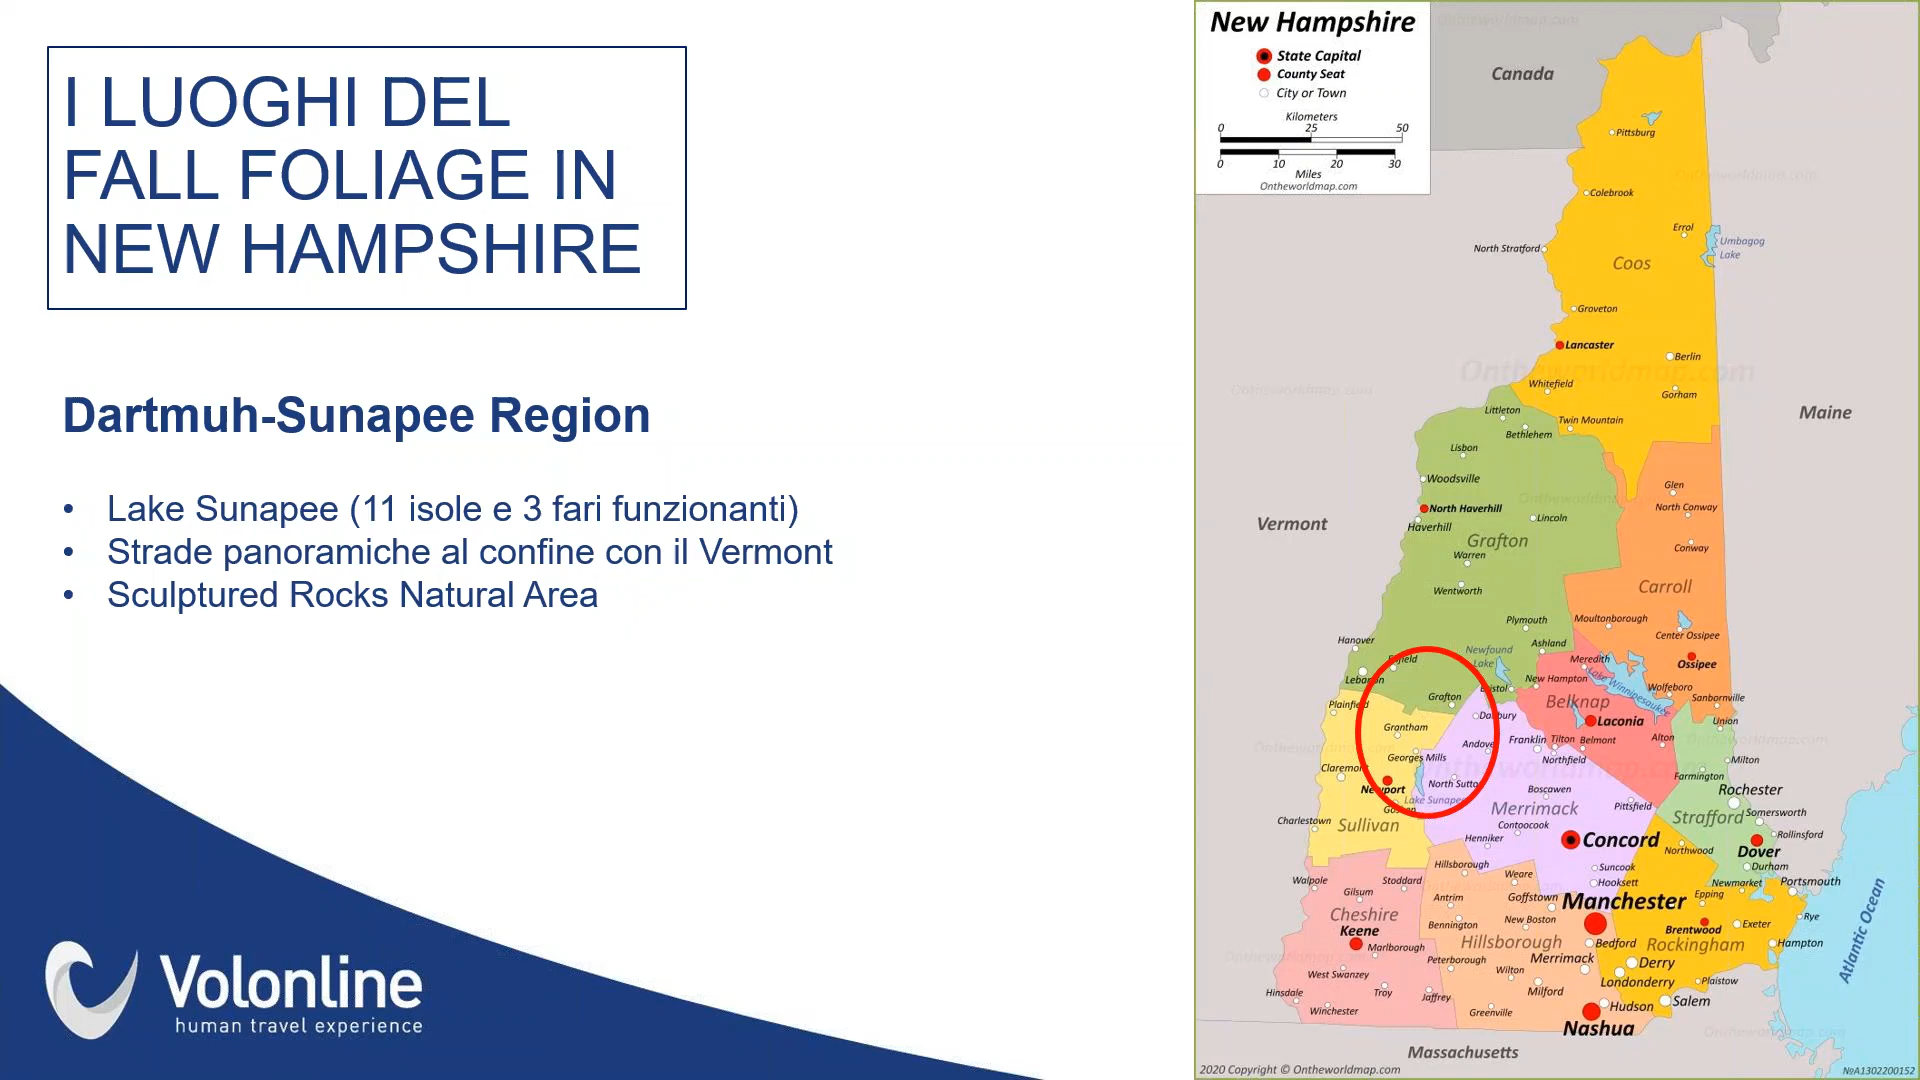 I LUOGHI DEL
FALL FOLIAGE IN
NEW HAMPSHIRE
Dartmuh-Sunapee Region
• Lake Sunapee (11 isole e 3 fari funzionanti)
• Strade panoramiche al confine con il Vermont
• Sculptured Rocks Natural Area
Volonline
human travel experience
New Hampshire
State Capital
County Seat
City or Town
Kilometers
0 25 50
0 10 20 30
Miles
Ontheworldmap.com
Canada
Pittsburg
Colebrook
Errol
Umbagog
Lake
North Stratford
Coos
Groveton
Lancaster
Berlin
Whitefield
Gorham
Littleton
Twin Mountain
Bethlehem
Maine
Lisbon
Woodsville
Glen
North Haverhill
North Conway
Haverhill
Lincoln
Vermont
Grafton
Conway
Warren
Wentworth
Carroll
Plymouth
Moultonborough
Center Ossipee
Hanover
Ashland
Newfound
Lake
Meredith
Ossipee
Enfield
Lebanon
New Hampton
Lake Winnipesaukee
Wolfeboro
Bristol
Grafton
Sanbornville
Plainfield
Belknap
Danbury
Laconia
Union
Grantham
Andover
Franklin
Tilton
Belmont
Alton
Georges Mills
Northfield
Milton
Claremont
Farmington
Newport
North Sutton
Boscawen
Rochester
Lake Sunapee
Goshen
Merrimack
Pittsfield
Strafford
Somersworth
Charlestown
Sullivan
Contoocook
Rollinsford
Henniker
Concord
Northwood
Dover
Hillsborough
Suncook
Durham
Walpole
Stoddard
Weare
Hooksett
Newmarket
Portsmouth
Gilsum
Antrim
Goffstown
Manchester
Epping
Cheshire
New Boston
Rye
Keene
Bennington
Brentwood
Exeter
Marlborough
Hillsborough
Bedford
Rockingham
Hampton
Peterborough
Merrimack
Derry
West Swanzey
Wilton
Londonderry
Plaistow
Hinsdale
Troy
Jaffrey
Milford
Salem
Winchester
Greenville
Hudson
Nashua
Atlantic Ocean
Massachusetts
2020 Copyright © Ontheworldmap.com
№A1302200152